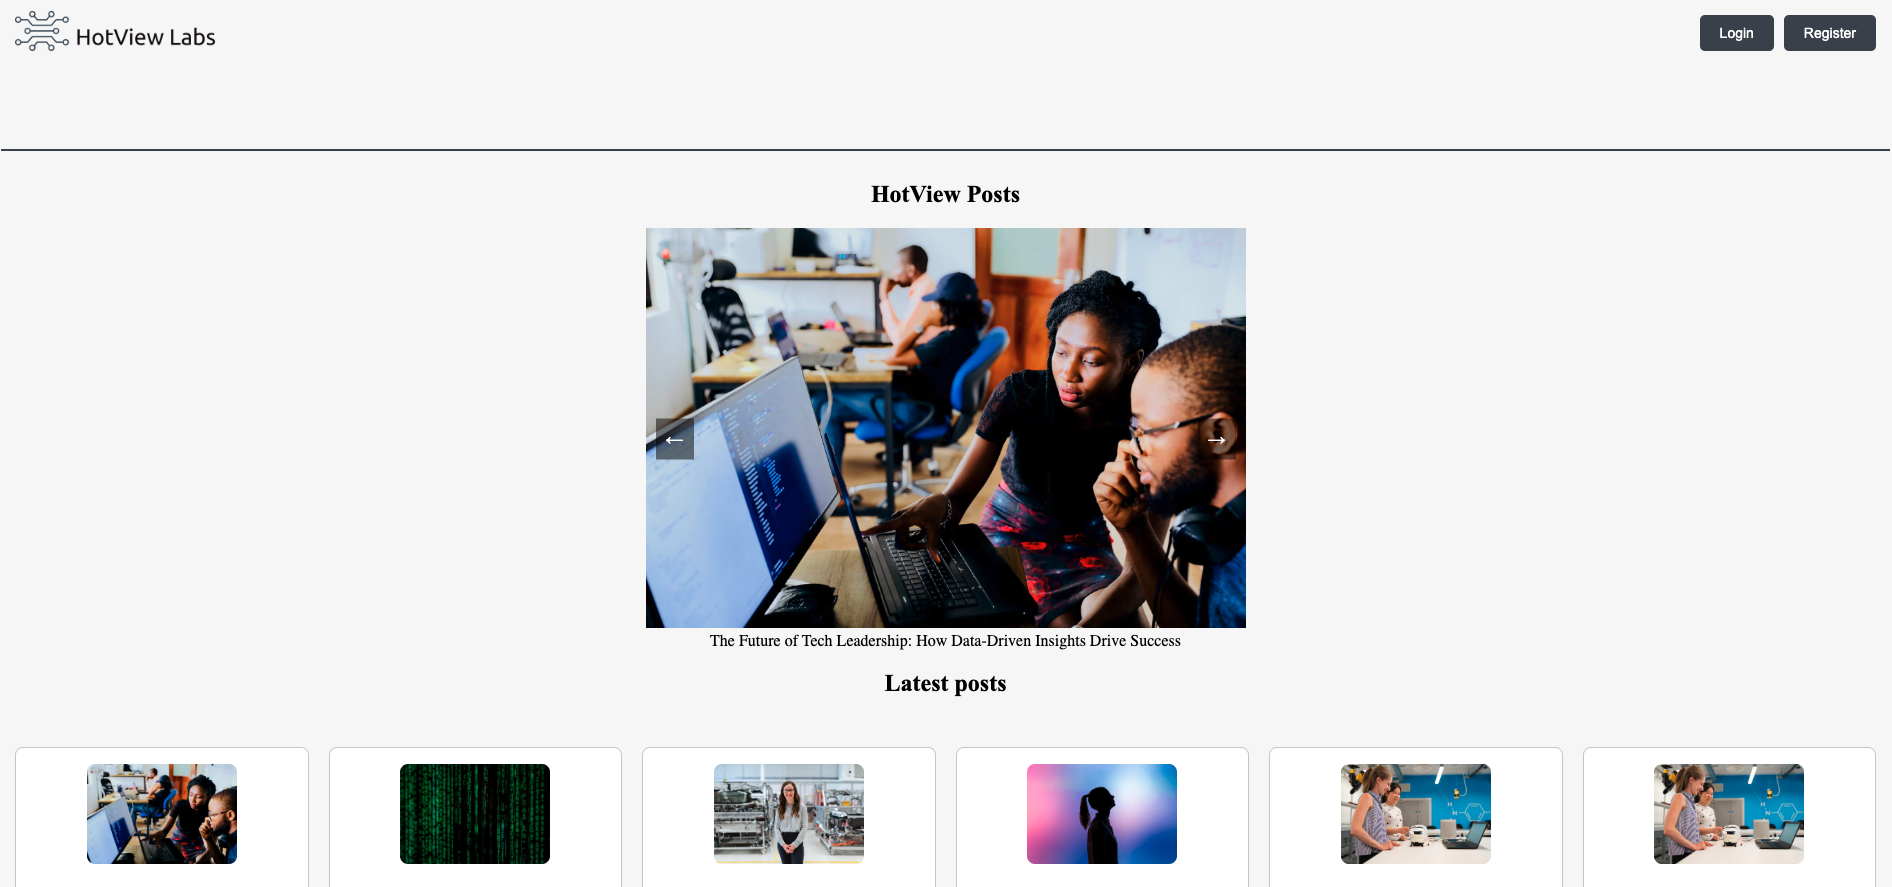 HotView Labs
Login
Register
HotView Posts
←
→
The Future of Tech Leadership: How Data-Driven Insights Drive Success
Latest posts